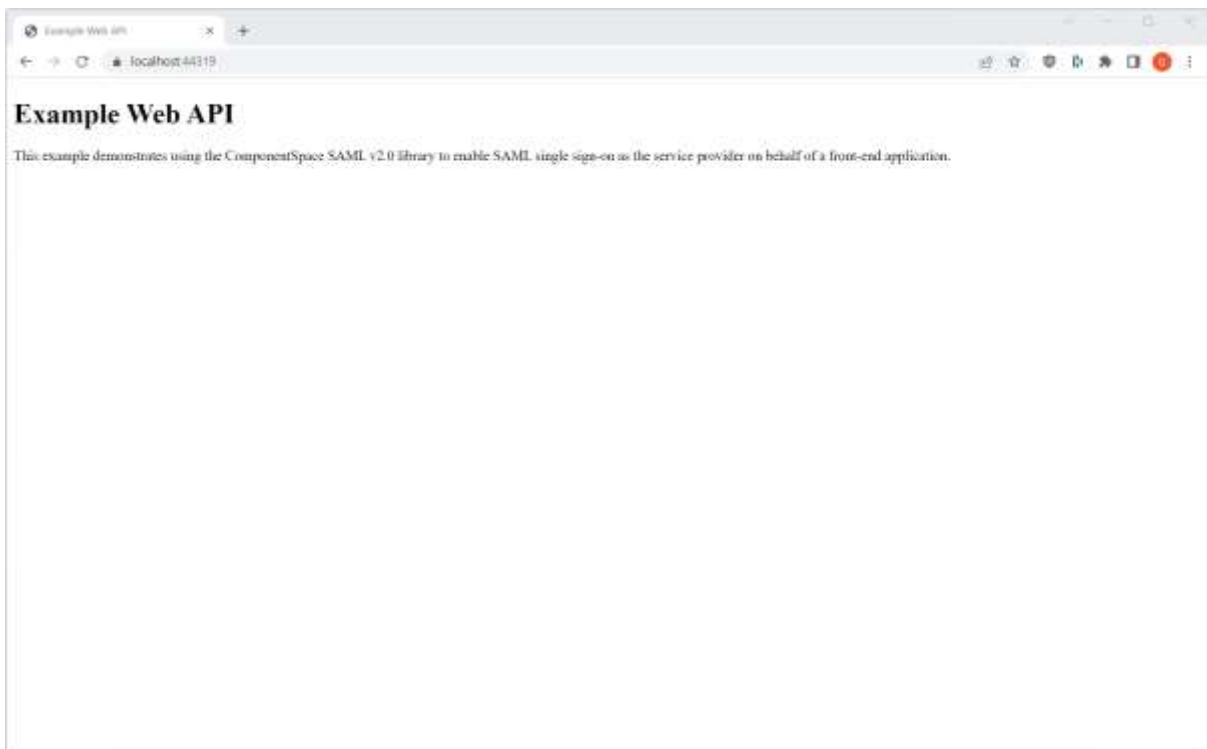 Example Web API
localhost:44319
Example Web API
This example demonstrates using the ComponentSpace SAML v2.0 library to enable SAML single sign-on as the service provider on behalf of a front-end application.